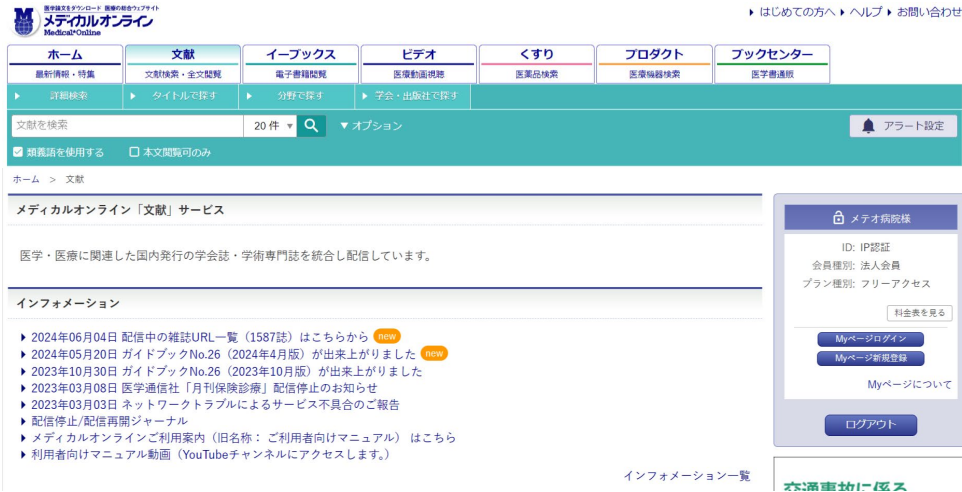 医学論文をダウンロード 医療の総合ウェブサイト
メディカルオンライン
Medical*Online
はじめての方へ ヘルプ お問い合わせ
ホーム 文献 イーブックス ビデオ くすり プロダクト ブックセンター
最新情報・特集 文献検索・全文閲覧 電子書籍閲覧 医療動画視聴 医薬品検索 医療機器検索 医学書通販
詳細検索 タイトルで探す 分野で探す 学会・出版社で探す
文献を検索 20 件 ▼ ▼ オプション アラート設定
類義語を使用する 本文閲覧可のみ
ホーム > 文献
メディカルオンライン「文献」サービス
医学・医療に関連した国内発行の学会誌・学術専門誌を統合し配信しています。
インフォメーション
2024年06月04日 配信中の雑誌URL一覧（1587誌）はこちらから new
2024年05月20日 ガイドブックNo.26（2024年4月版）が出来上がりました new
2023年10月30日 ガイドブックNo.26（2023年10月版）が出来上がりました
2023年03月08日 医学通信社「月刊保険診療」配信停止のお知らせ
2023年03月03日 ネットワークトラブルによるサービス不具合のご報告
配信停止/配信再開ジャーナル
メディカルオンラインご利用案内（旧名称： ご利用者向けマニュアル） はこちら
利用者向けマニュアル動画（YouTubeチャンネルにアクセスします。）
インフォメーション一覧
メテオ病院様
ID: IP認証
会員種別: 法人会員
プラン種別: フリーアクセス
料金表を見る
Myページログイン
Myページ新規登録
Myページについて
ログアウト
交通事故に係る